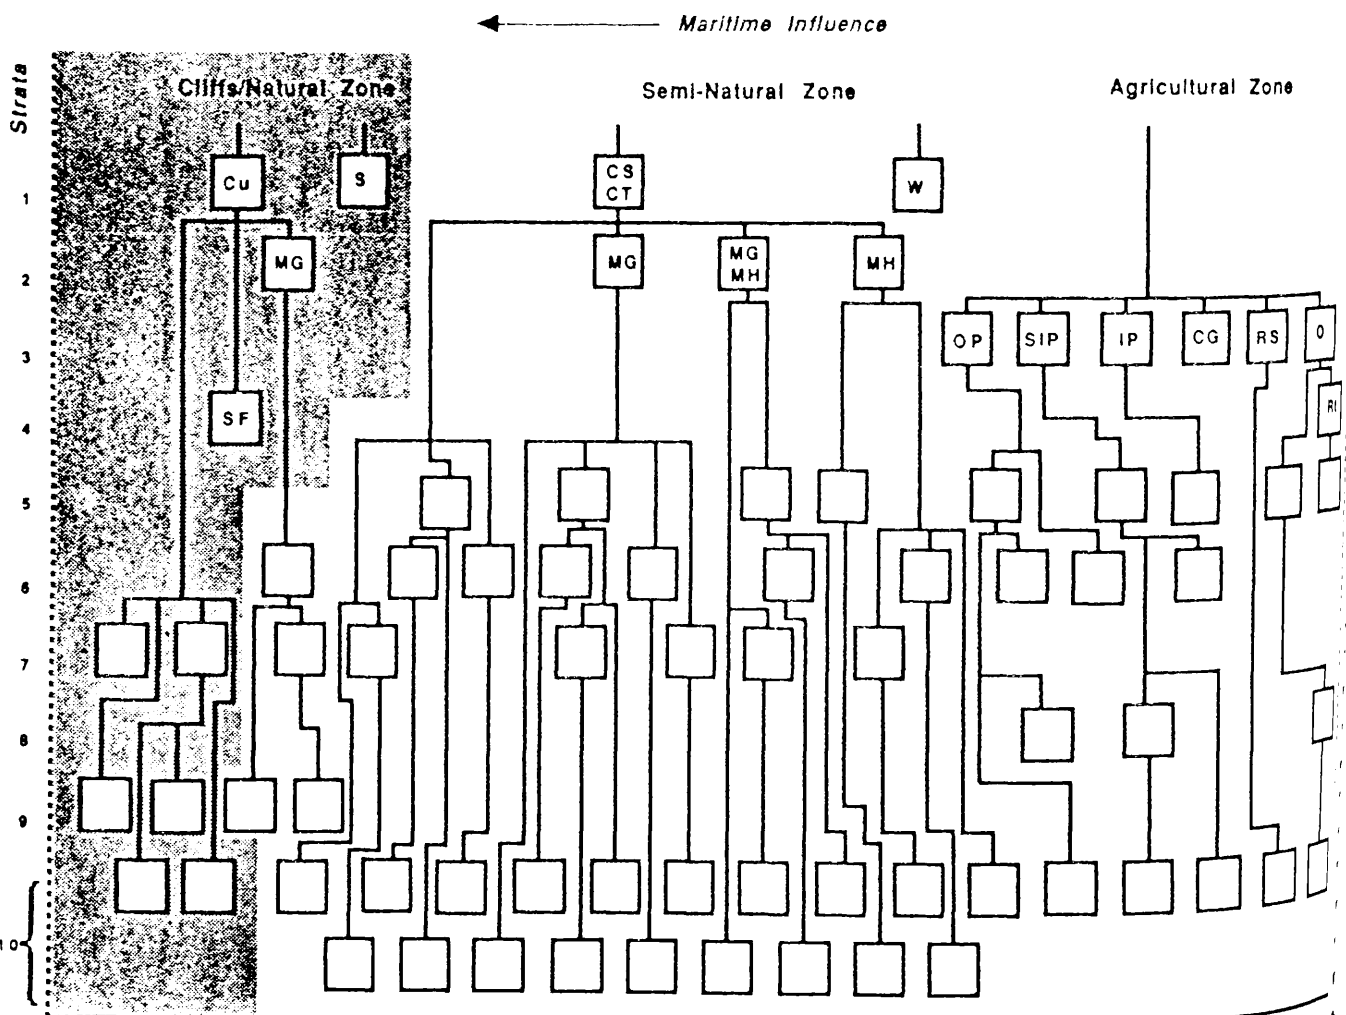 Maritime Influence
Strata
Cliffs/Natural Zone
Semi-Natural Zone
Agricultural Zone
1
Cu
S
CS
CT
W
2
MG
MG
MG
MH
MH
3
OP
SIP
IP
CG
RS
O
4
SF
RI
5
6
7
8
9
10